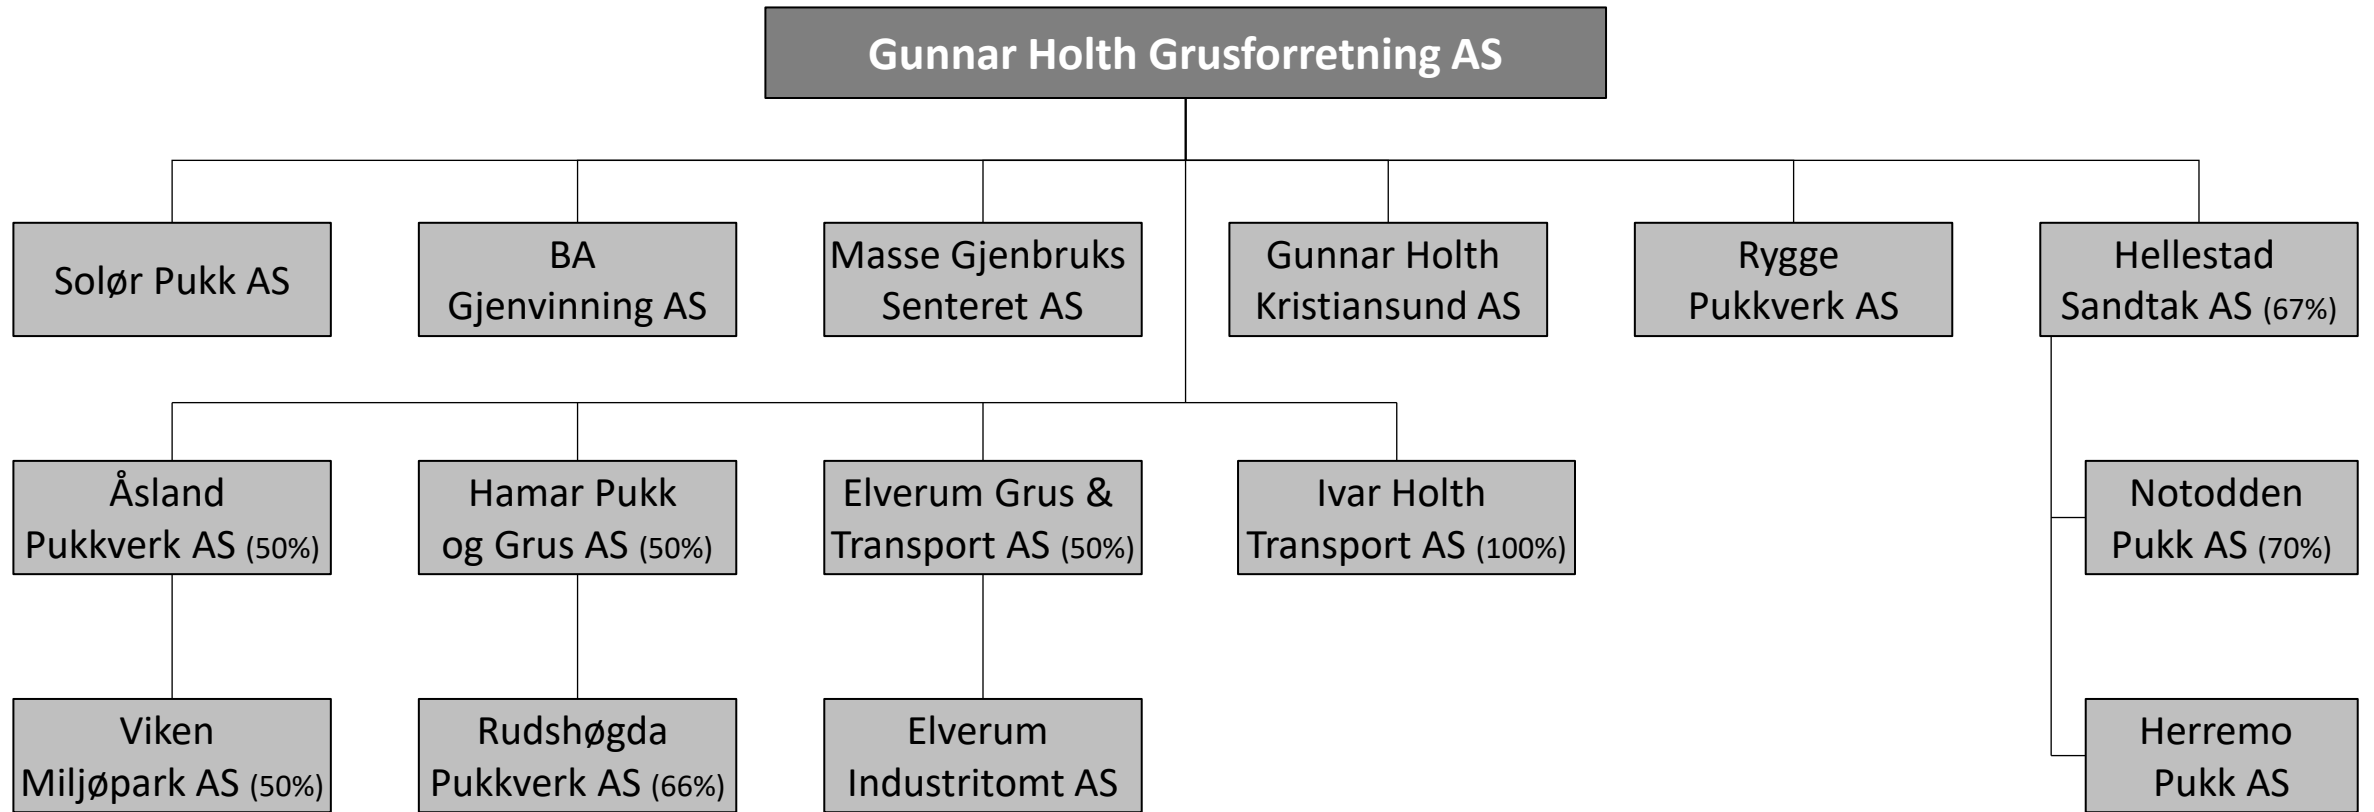 Gunnar Holth Grusforretning AS
Solør Pukk AS
BA
Gjenvinning AS
Masse Gjenbruks
Senteret AS
Gunnar Holth
Kristiansund AS
Rygge
Pukkverk AS
Hellestad
Sandtak AS (67%)
Åsland
Pukkverk AS (50%)
Hamar Pukk
og Grus AS (50%)
Elverum Grus &
Transport AS (50%)
Ivar Holth
Transport AS (100%)
Notodden
Pukk AS (70%)
Viken
Miljøpark AS (50%)
Rudshøgda
Pukkverk AS (66%)
Elverum
Industritomt AS
Herremo
Pukk AS